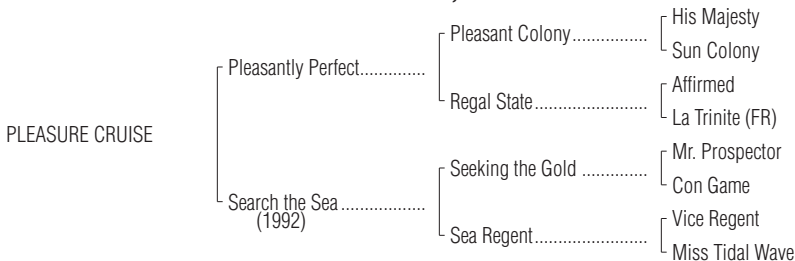 His Majesty
Pleasant Colony...............
Sun Colony
Pleasantly Perfect..............
Affirmed
Regal State........................
La Trinite (FR)
PLEASURE CRUISE
Mr. Prospector
Seeking the Gold ..............
Con Game
Search the Sea..................
(1992)
Vice Regent
Sea Regent........................
Miss Tidal Wave